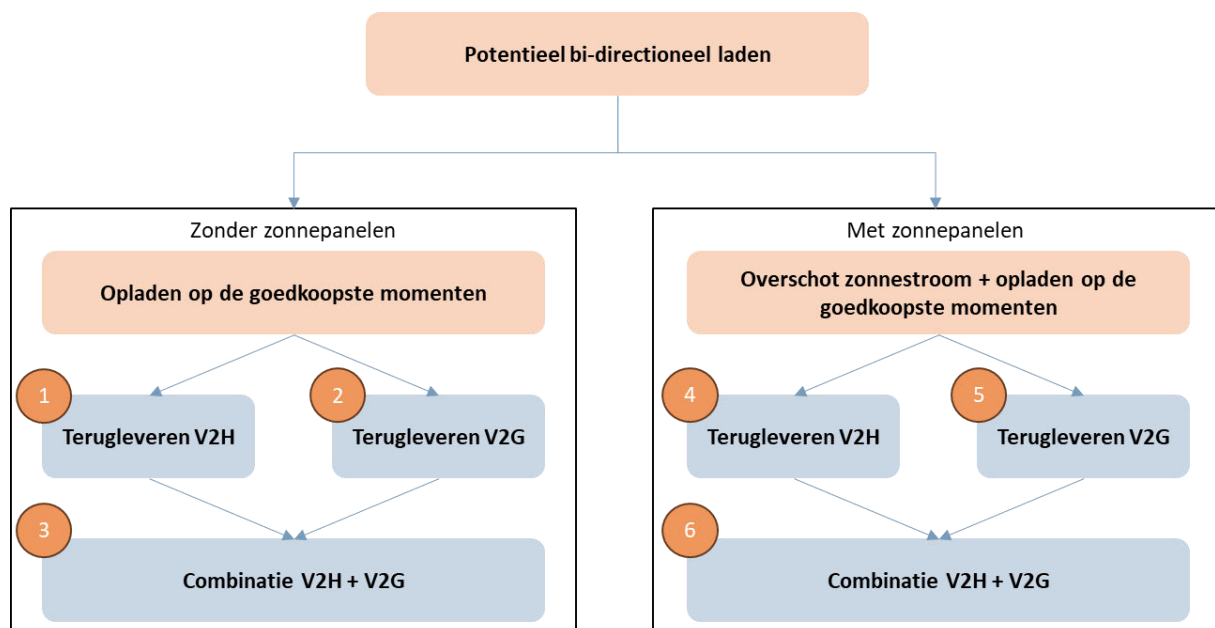 Potentieel bi-directioneel laden
Zonder zonnepanelen
Opladen op de goedkoopste momenten
1
Terugleveren V2H
2
Terugleveren V2G
3
Combinatie V2H + V2G
Met zonnepanelen
Overschot zonnestroom + opladen op de
goedkoopste momenten
4
Terugleveren V2H
5
Terugleveren V2G
6
Combinatie V2H + V2G